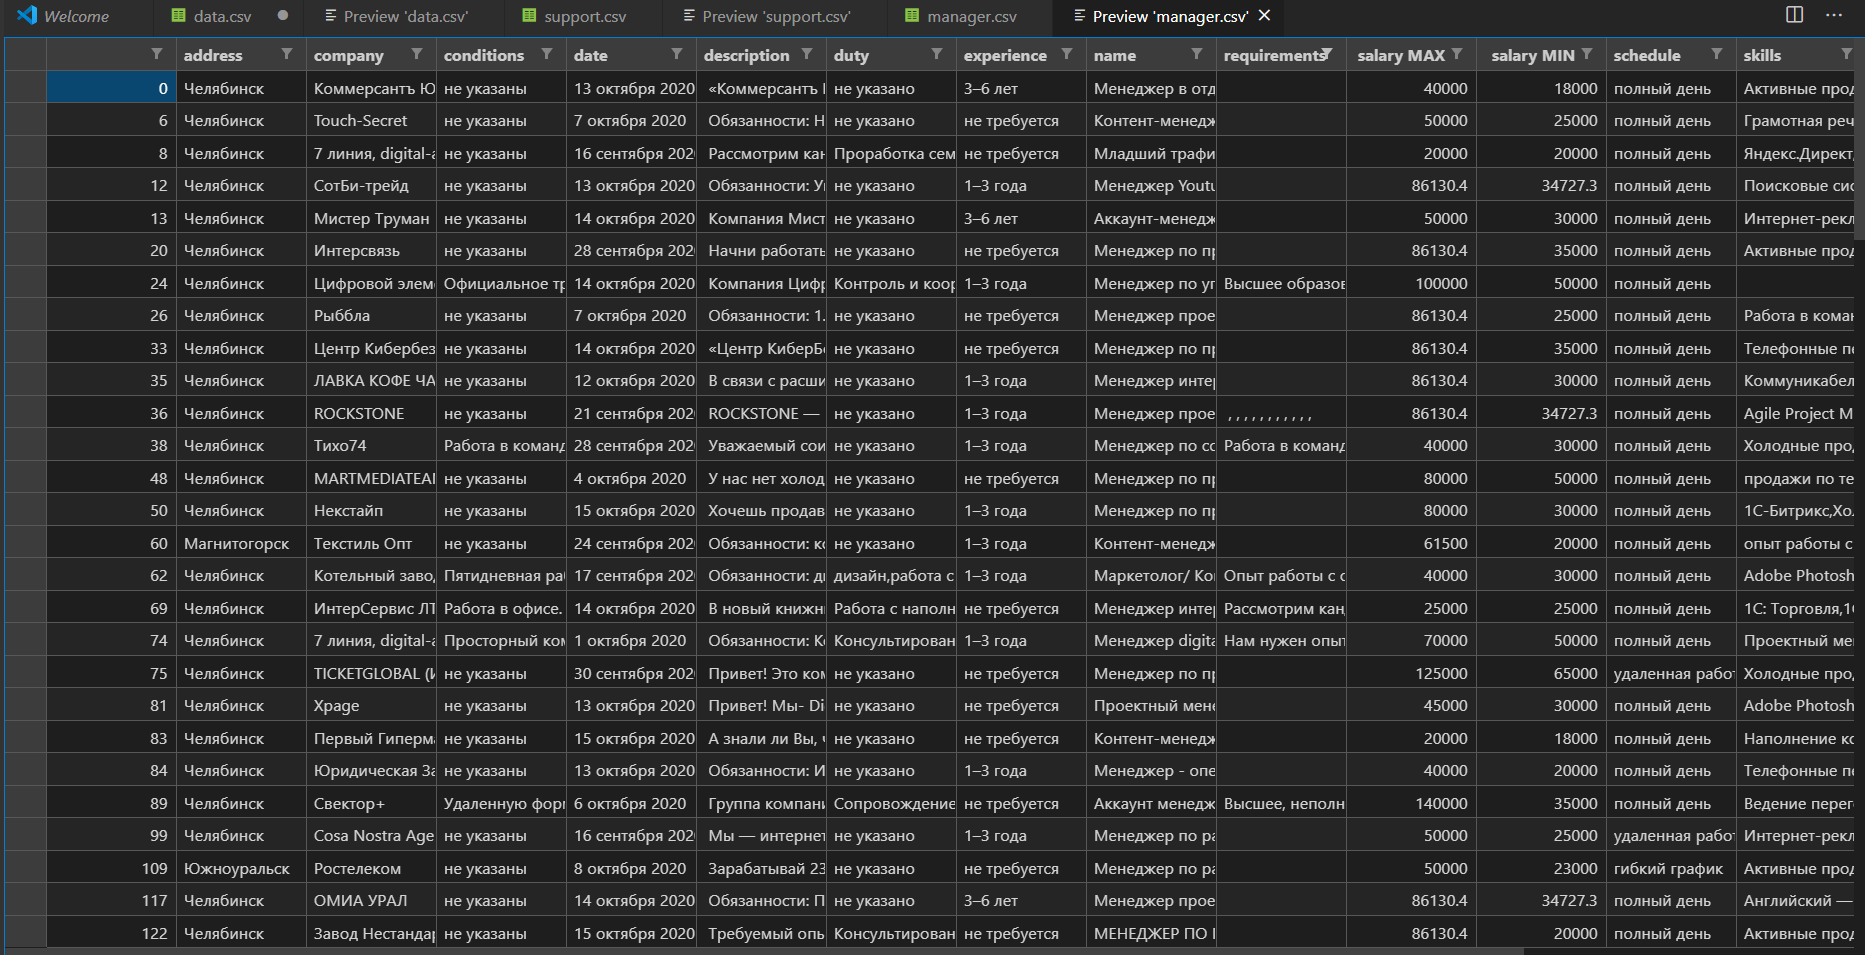 Welcome data.csv Preview 'data.csv' support.csv Preview 'support.csv' manager.csv Preview 'manager.csv'
address company conditions date description duty experience name requirements salary MAX salary MIN schedule skills
0 Челябинск Коммерсантъ Ю не указаны 13 октября 2020 «Коммерсантъ не указано 3–6 лет Менеджер в отд 40000 18000 полный день Активные прод
6 Челябинск Touch-Secret не указаны 7 октября 2020 Обязанности: Н не указано не требуется Контент-менедж 50000 25000 полный день Грамотная реч
8 Челябинск 7 линия, digital-a не указаны 16 сентября 202 Рассмотрим кан Проработка сем не требуется Младший трафи 20000 20000 полный день Яндекс.Директ,
12 Челябинск СотБи-трейд не указаны 13 октября 2020 Обязанности: Уп не указано 1–3 года Менеджер Youtu 86130.4 34727.3 полный день Поисковые сис
13 Челябинск Мистер Труман не указаны 14 октября 2020 Компания Мист не указано 3–6 лет Аккаунт-менедж 50000 30000 полный день Интернет-рекл
20 Челябинск Интерсвязь не указаны 28 сентября 202 Начни работать не указано не требуется Менеджер по пр 86130.4 35000 полный день Активные прод
24 Челябинск Цифровой элем Официальное тр 14 октября 2020 Компания Цифр Контроль и коор 1–3 года Менеджер по уп 100000 50000 полный день
26 Челябинск Рыббла не указаны 7 октября 2020 Обязанности: 1. не указано не требуется Менеджер прое 86130.4 25000 полный день Работа в коман
33 Челябинск Центр Кибербез не указаны 14 октября 2020 «Центр КиберБе не указано не требуется Менеджер по пр 86130.4 35000 полный день Телефонные пе
35 Челябинск ЛАВКА КОФЕ ЧА не указаны 12 октября 2020 В связи с расши не указано 1–3 года Менеджер интер 86130.4 30000 полный день Коммуникабел
36 Челябинск ROCKSTONE не указаны 21 сентября 202 ROCKSTONE — не указано 1–3 года Менеджер прое , , , , , , , , , , , 86130.4 34727.3 полный день Agile Project M
38 Челябинск Тихо74 Работа в команд 28 сентября 202 Уважаемый сои не указано 1–3 года Менеджер по со Работа в команд 40000 30000 полный день Холодные прод
48 Челябинск MARTMEDIATEAM не указаны 4 октября 2020 У нас нет холод не указано не требуется Менеджер по пр 80000 50000 полный день продажи по те
50 Челябинск Некстайп не указаны 15 октября 2020 Хочешь продав не указано 1–3 года Менеджер по пр 80000 30000 полный день 1С-Битрикс,Хол
60 Магнитогорск Текстиль Опт не указаны 24 сентября 202 Обязанности: ко не указано 1–3 года Контент-менедж 61500 20000 полный день опыт работы с
62 Челябинск Котельный завод Пятидневная раб 17 сентября 202 Обязанности: ди дизайн,работа с 1–3 года Маркетолог/ Кон Опыт работы с с 40000 30000 полный день Adobe Photosh
69 Челябинск ИнтерСервис ЛТ Работа в офисе. 14 октября 2020 В новый книжн Работа с наполн не требуется Менеджер интер Рассмотрим канд 25000 25000 полный день 1С: Торговля,1С
74 Челябинск 7 линия, digital-a Просторный ком 1 октября 2020 Обязанности: Ко Консультирован 1–3 года Менеджер digita Нам нужен опыт 70000 50000 полный день Проектный мен
75 Челябинск TICKETGLOBAL (И не указаны 30 сентября 202 Привет! Это ком не указано не требуется Менеджер по пр 125000 65000 удаленная работ Холодные прод
81 Челябинск Xpage не указаны 13 октября 2020 Привет! Мы- Di не указано не требуется Проектный мене 45000 30000 полный день Adobe Photosh
83 Челябинск Первый Гиперма не указаны 15 октября 2020 А знали ли Вы, ч не указано не требуется Контент-менедж 20000 18000 полный день Наполнение ко
84 Челябинск Юридическая За не указаны 13 октября 2020 Обязанности: И не указано 1–3 года Менеджер - опе 40000 20000 полный день Телефонные пе
89 Челябинск Свектор+ Удаленную форм 6 октября 2020 Группа компани Сопровождение не требуется Аккаунт менедж Высшее, неполн 140000 35000 полный день Ведение перег
99 Челябинск Cosa Nostra Age не указаны 16 сентября 202 Мы — интернет не указано 1–3 года Менеджер по ра 50000 25000 удаленная работ Интернет-рекл
109 Южноуральск Ростелеком не указаны 8 октября 2020 Зарабатывай 23 не указано не требуется Менеджер по ра 50000 23000 гибкий график Активные прод
117 Челябинск ОМИА УРАЛ не указаны 14 октября 2020 Обязанности: П не указано 3–6 лет Менеджер прое 86130.4 34727.3 полный день Английский —
122 Челябинск Завод Нестандар не указаны 15 октября 2020 Требуемый опы Консультирован не требуется МЕНЕДЖЕР ПО 86130.4 20000 полный день Активные прод